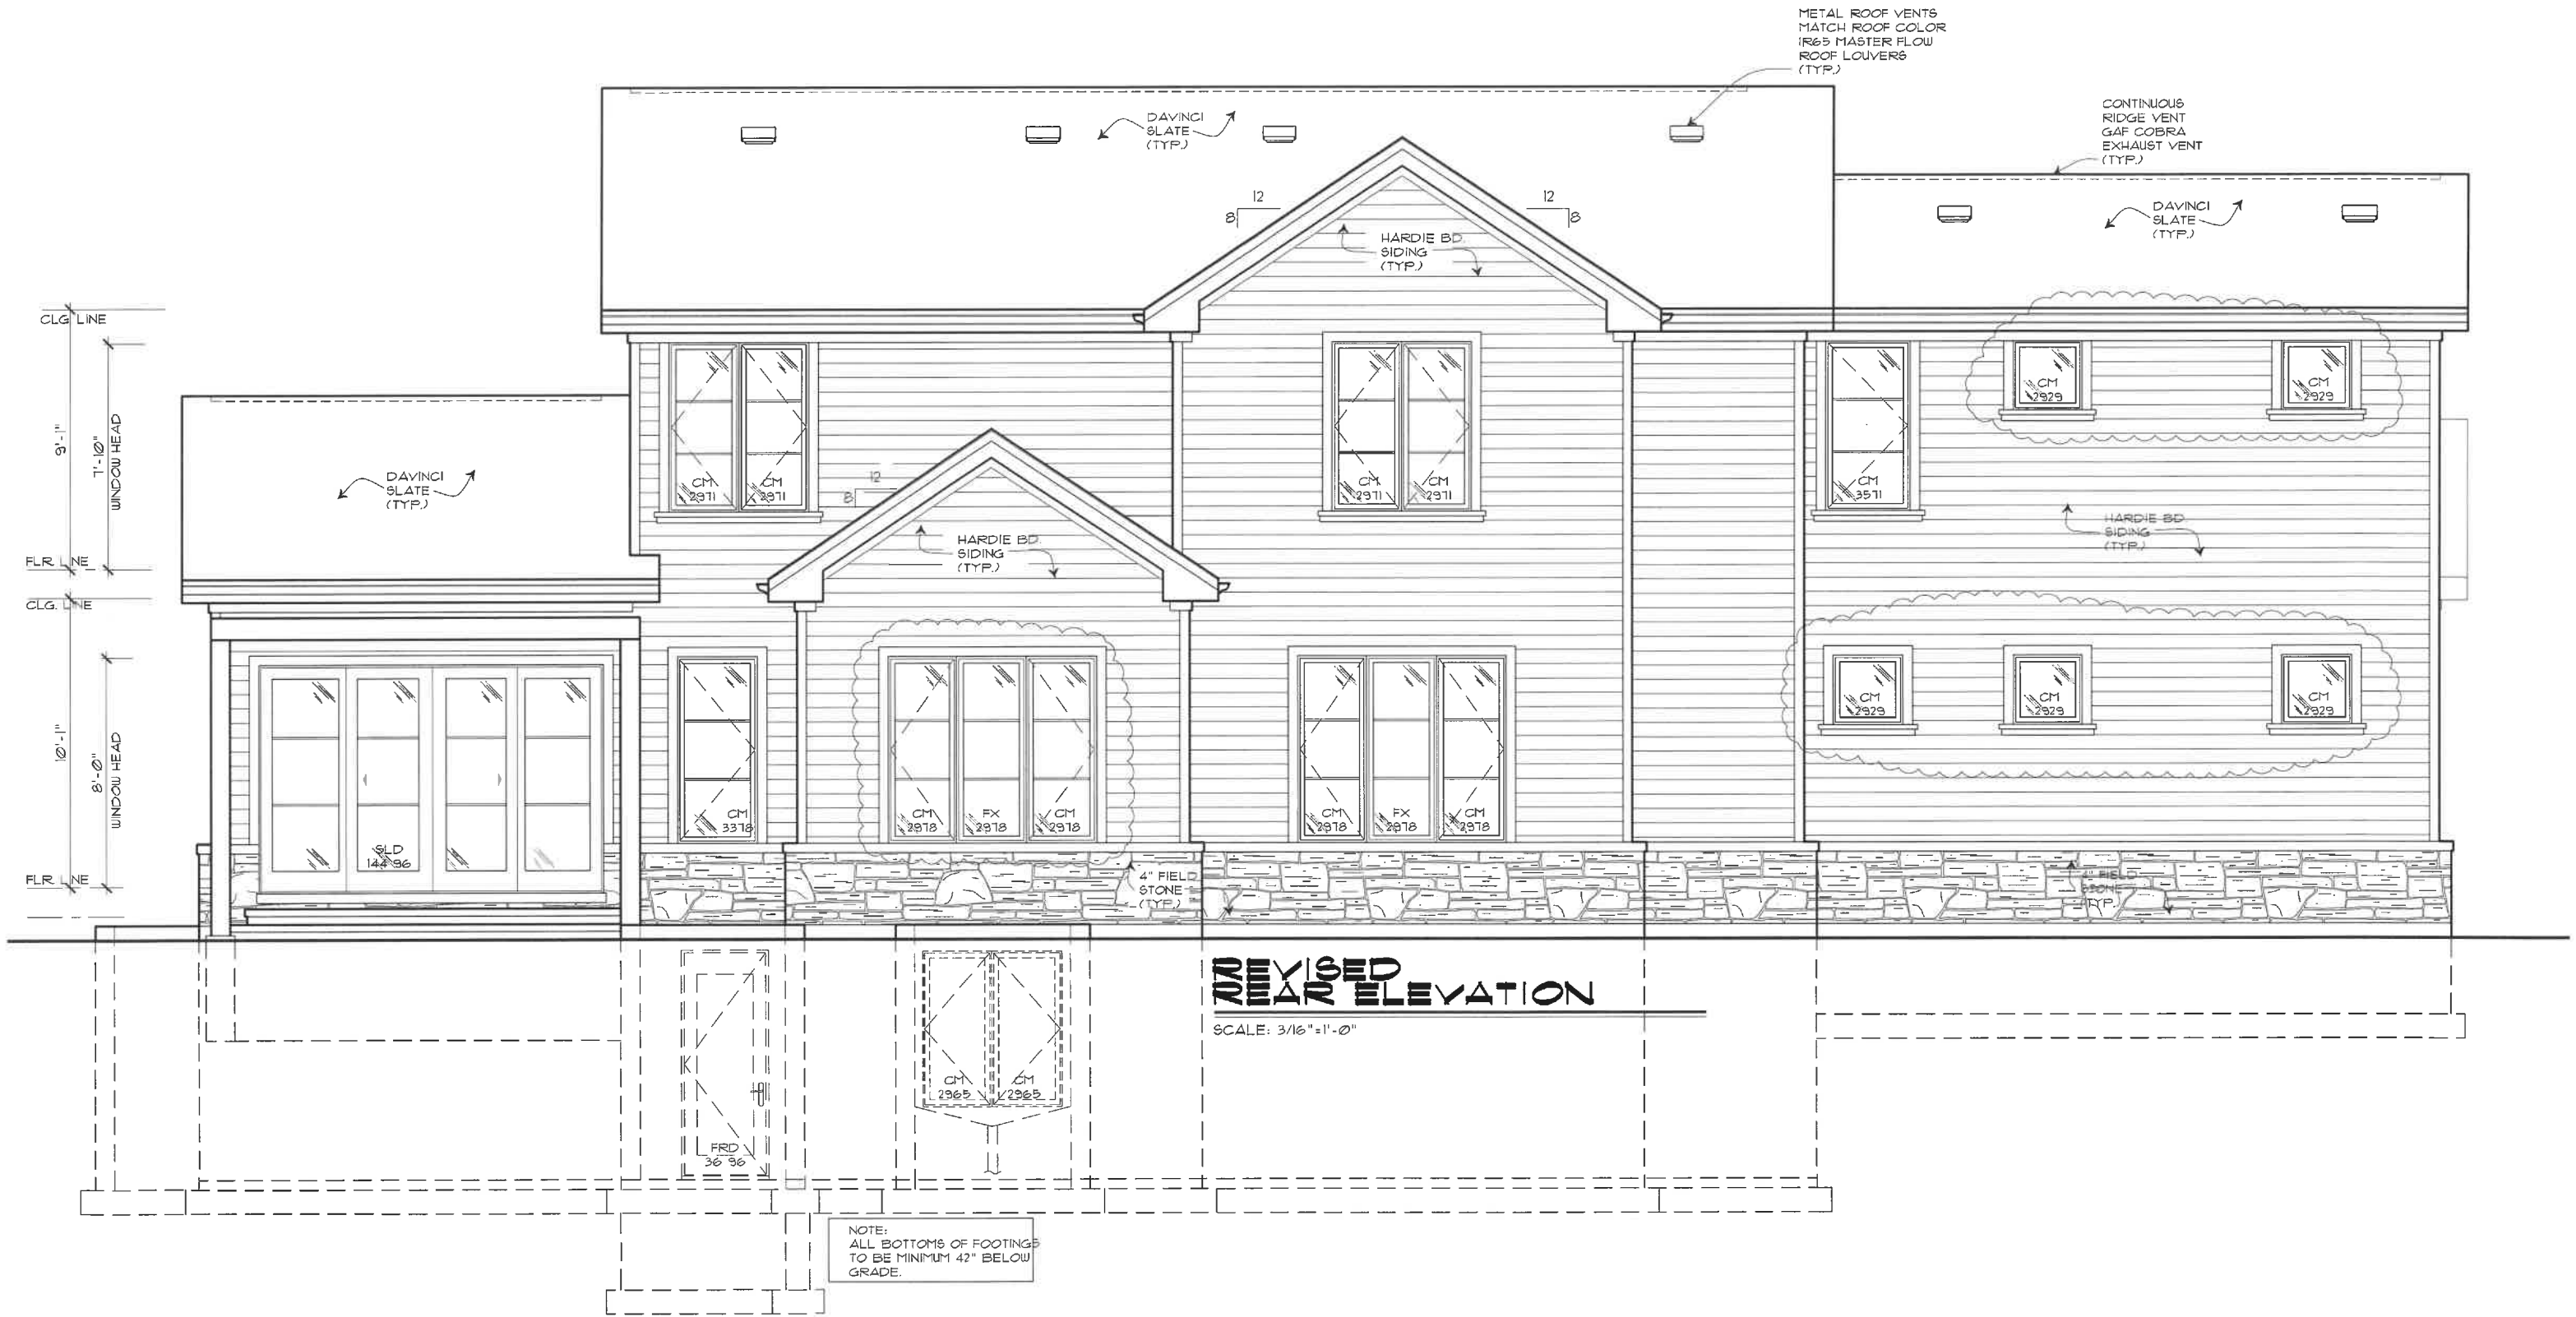 METAL ROOF VENTS
MATCH ROOF COLOR
IR65 MASTER FLOW
ROOF LOUVERS
(TYP.)
CONTINUOUS
RIDGE VENT
GAF COBRA
EXHAUST VENT
(TYP.)
DAVINCI
SLATE
(TYP.)
DAVINCI
SLATE
(TYP.)
12
8
12
8
HARDIE BD.
SIDING
(TYP.)
CLG LINE
9'-1"
7'-10"
WINDOW HEAD
FLR LINE
CM
2971
CM
2971
CM
2971
CM
2971
CM
3571
CM
2929
CM
2929
DAVINCI
SLATE
(TYP.)
12
8
HARDIE BD.
SIDING
(TYP.)
HARDIE BD.
SIDING
(TYP.)
CLG. LINE
10'-1"
8'-0"
WINDOW HEAD
FLR LINE
CM
2929
CM
2929
CM
2929
SLD
144 96
CM
3378
CM
2978
FX
2978
CM
2978
CM
2978
FX
2978
CM
2978
4" FIELD
STONE
(TYP.)
4" FIELD
STONE
(TYP.)
REVISED
REAR ELEVATION
SCALE: 3/16"=1'-0"
CM
2965
CM
2965
FRD
36 96
NOTE:
ALL BOTTOMS OF FOOTINGS
TO BE MINIMUM 42" BELOW
GRADE.